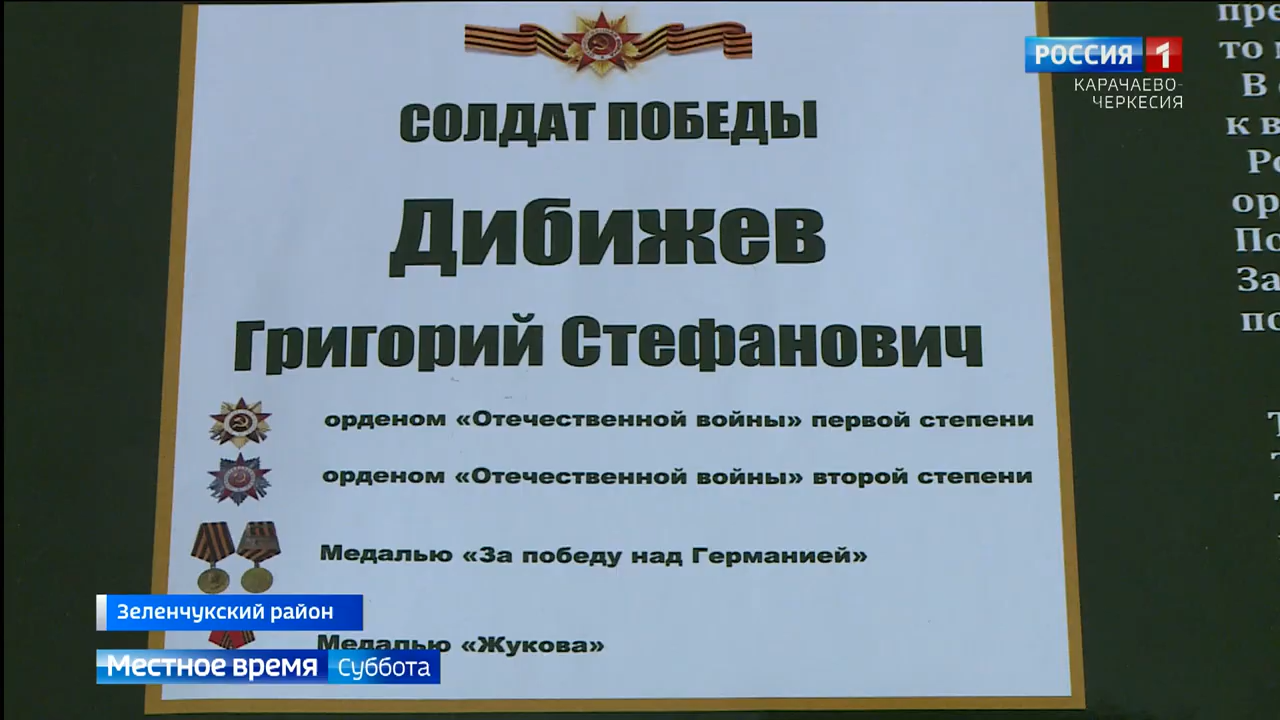 СОЛДАТ ПОБЕДЫ
Дибижев
Григорий Стефанович
орденом «Отечественной войны» первой степени
орденом «Отечественной войны» второй степени
Медалью «За победу над Германией»
Медалью «Жукова»
РОССИЯ 1
КАРАЧАЕВО-
ЧЕРКЕСИЯ
то
В
к в
По
За
Зеленчукский район
Местное время Суббота